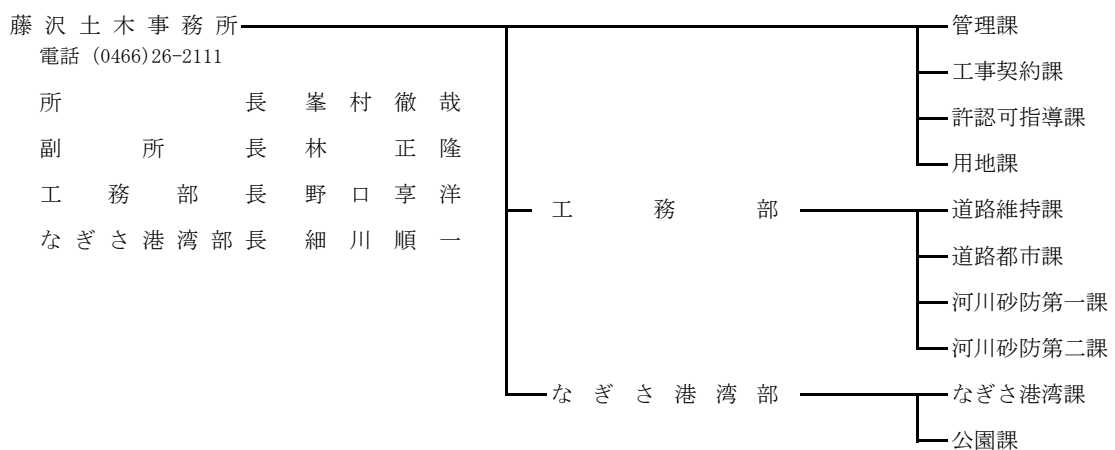 藤沢土木事務所
管理課
電話 (0466)26-2111
工事契約課
所長 峯村徹哉
許認可指導課
副所長 林正隆
用地課
工務部長 野口享洋
工務部
道路維持課
なぎさ港湾部長 細川順一
道路都市課
河川砂防第一課
河川砂防第二課
なぎさ港湾部
なぎさ港湾課
公園課